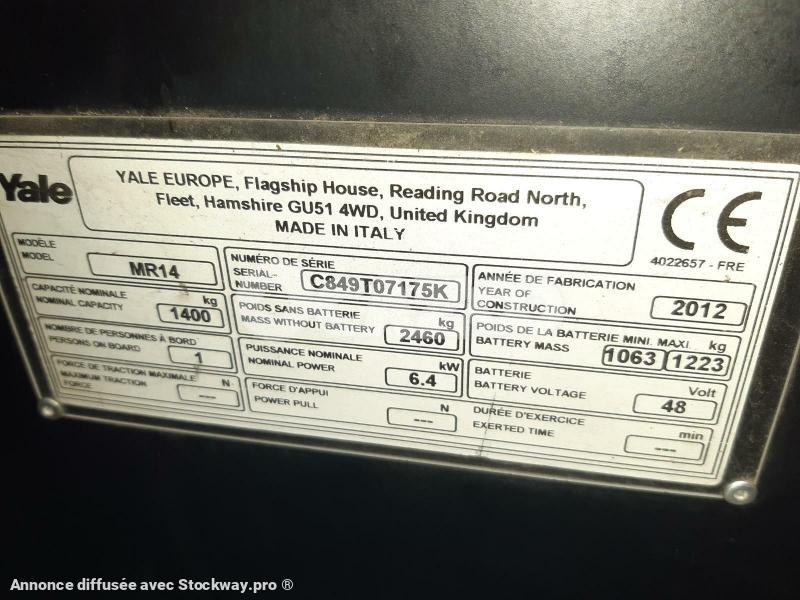 Yale
YALE EUROPE, Flagship House, Reading Road North,
Fleet, Hamshire GU51 4WD, United Kingdom
MADE IN ITALY
CE
4022657 - FRE
MODÈLE
MODEL
MR14
NUMÉRO DE SÉRIE
SERIAL-
NUMBER
C849T07175K
ANNÉE DE FABRICATION
YEAR OF
CONSTRUCTION
2012
CAPACITÉ NOMINALE
NOMINAL CAPACITY
kg
1400
POIDS SANS BATTERIE
MASS WITHOUT BATTERY
kg
2460
POIDS DE LA BATTERIE MINI. MAXI.
BATTERY MASS
kg
1063
1223
NOMBRE DE PERSONNES À BORD
PERSONS ON BOARD
1
PUISSANCE NOMINALE
NOMINAL POWER
kW
6.4
BATTERIE
BATTERY VOLTAGE
Volt
48
FORCE DE TRACTION MAXIMALE
MAXIMUM TRACTION
FORCE
N
---
FORCE D'APPUI
POWER PULL
N
---
DURÉE D'EXERCICE
EXERTED TIME
min
---
Annonce diffusée avec Stockway.pro ®